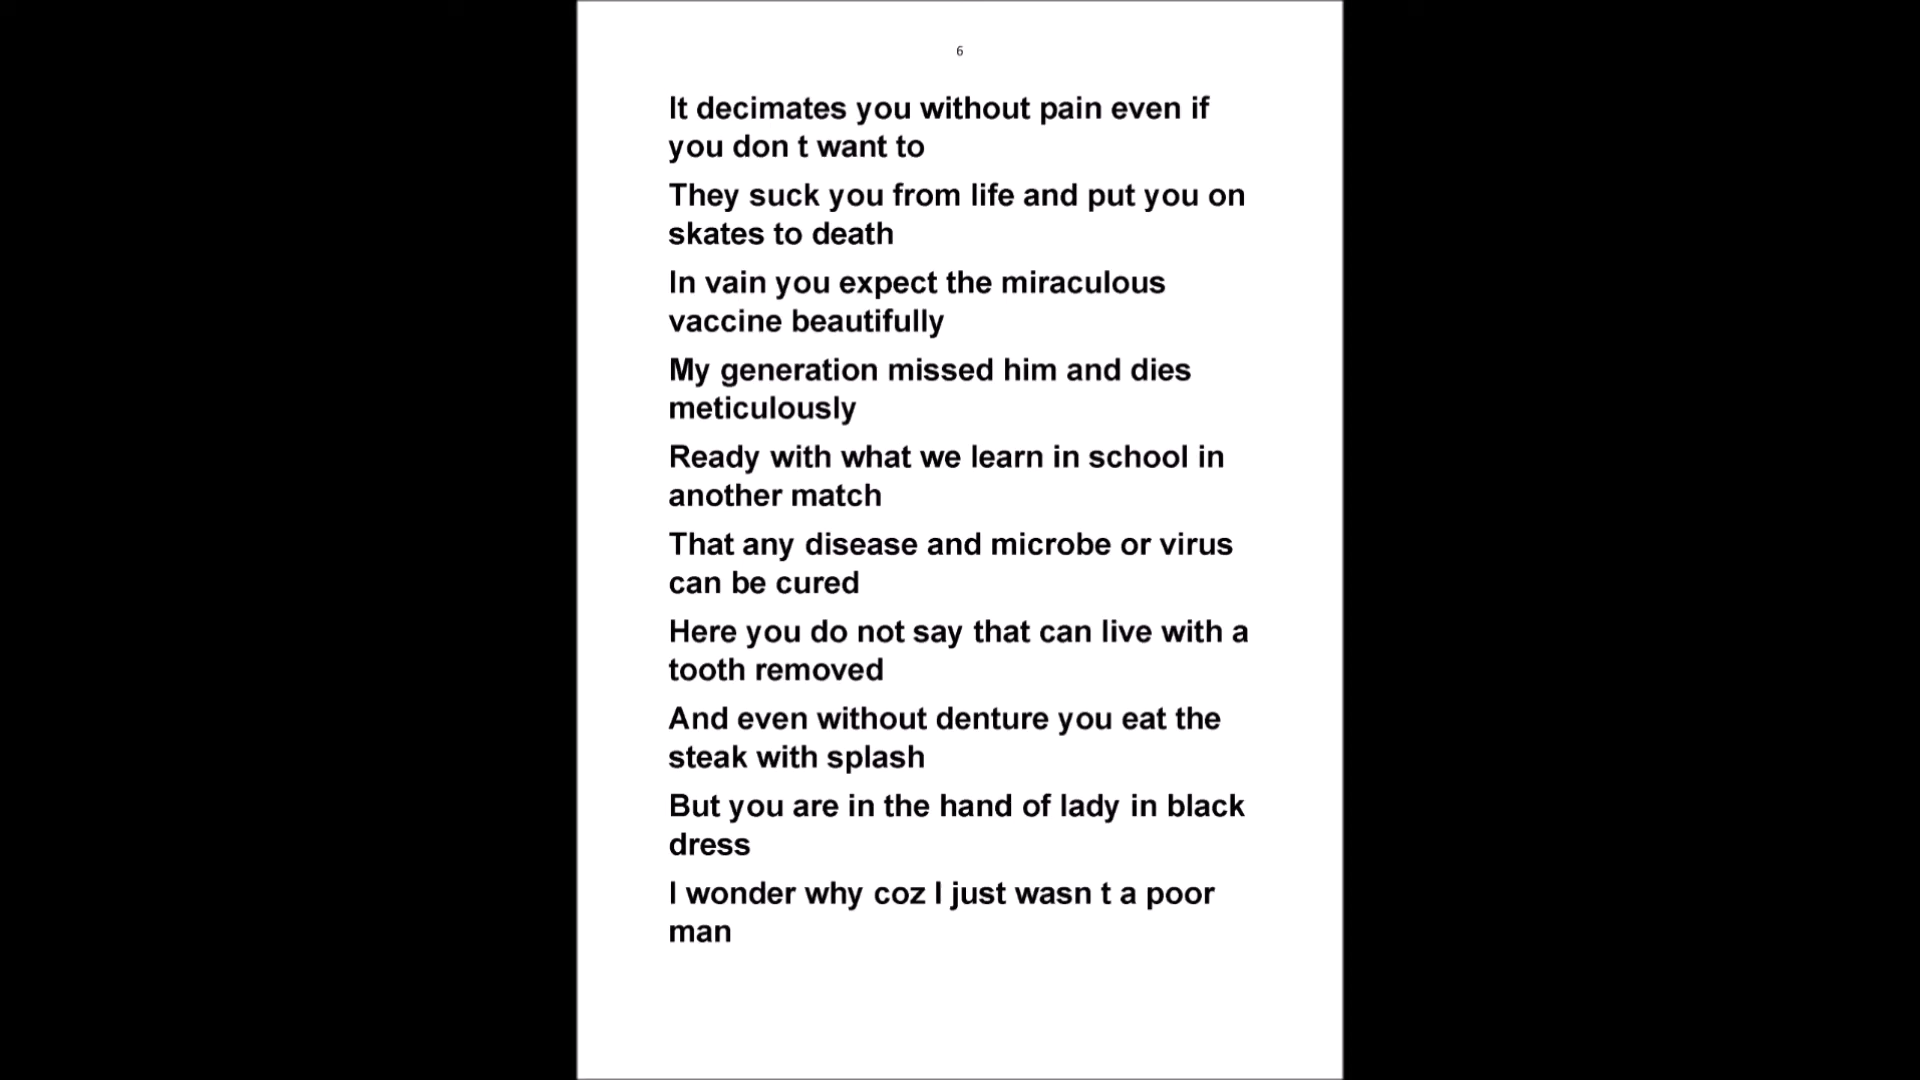 6
It decimates you without pain even if
you don t want to
They suck you from life and put you on
skates to death
In vain you expect the miraculous
vaccine beautifully
My generation missed him and dies
meticulously
Ready with what we learn in school in
another match
That any disease and microbe or virus
can be cured
Here you do not say that can live with a
tooth removed
And even without denture you eat the
steak with splash
But you are in the hand of lady in black
dress
I wonder why coz I just wasn t a poor
man